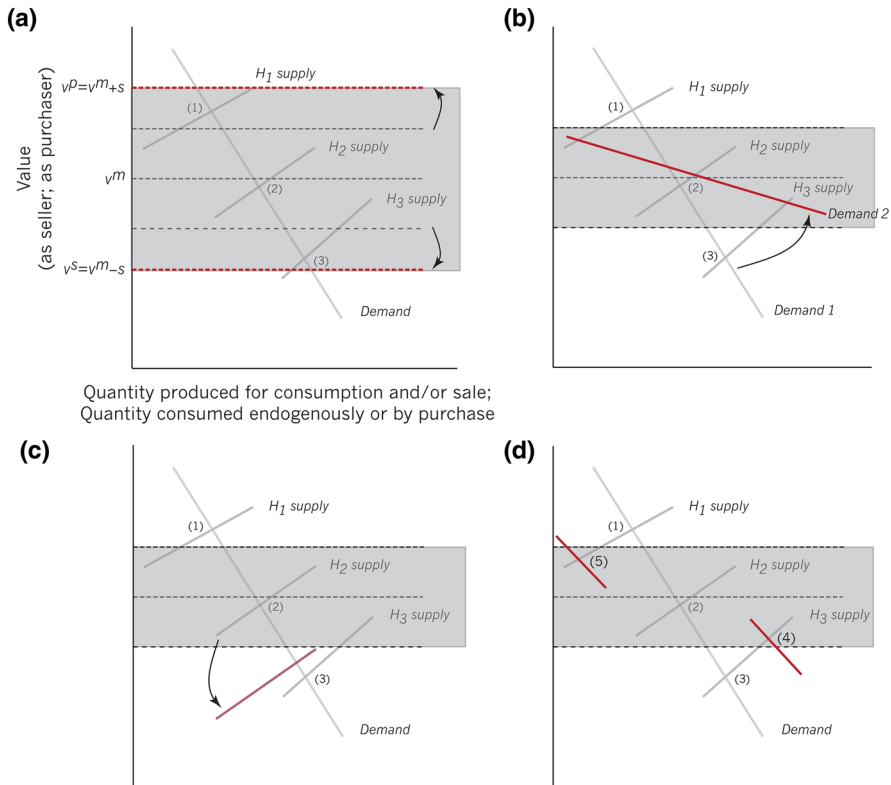 (a)
vᵖ=vᵐ+s
vᵐ
vˢ=vᵐ−s
Value
(as seller; as purchaser)
H₁ supply
H₂ supply
H₃ supply
(1)
(2)
(3)
Demand
Quantity produced for consumption and/or sale;
Quantity consumed endogenously or by purchase
(b)
H₁ supply
H₂ supply
H₃ supply
(1)
(2)
(3)
Demand 2
Demand 1
(c)
H₁ supply
H₂ supply
H₃ supply
(1)
(2)
(3)
Demand
(d)
H₁ supply
H₂ supply
H₃ supply
(1)
(5)
(2)
(4)
(3)
Demand